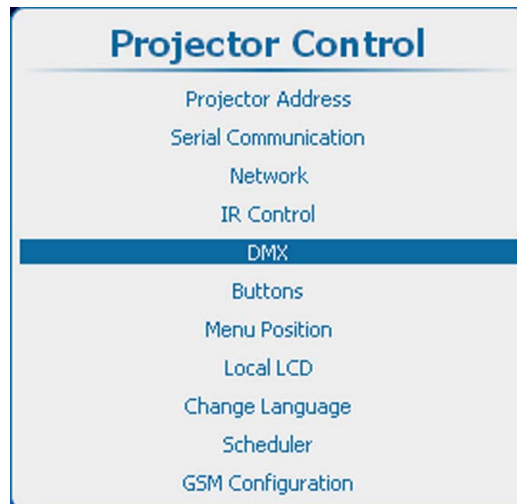 Projector Control
Projector Address
Serial Communication
Network
IR Control
DMX
Buttons
Menu Position
Local LCD
Change Language
Scheduler
GSM Configuration